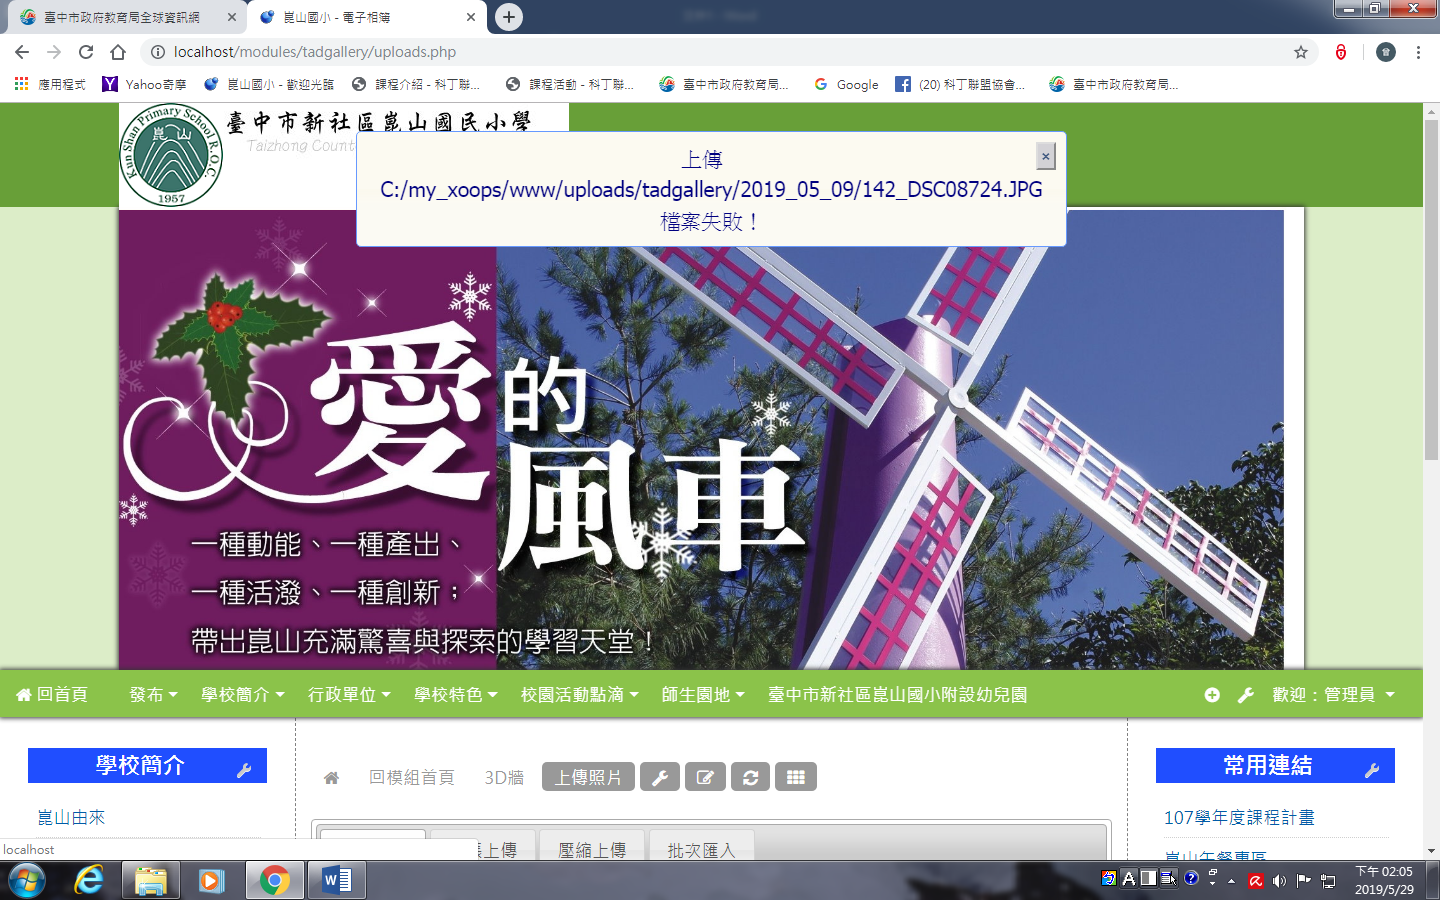 臺中市政府教育局全球資訊網
崑山國小 - 電子相簿
localhost/modules/tadgallery/uploads.php
應用程式
Yahoo奇摩
崑山國小 - 歡迎光臨
課程介紹 - 科丁聯...
課程活動 - 科丁聯...
臺中市政府教育局...
Google
(20) 科丁聯盟協會...
臺中市政府教育局...
Kun Shan Primary School R.O.C.
崑山
1957
臺中市新社區崑山國民小學
Taizhong Count
上傳
C:/my_xoops/www/uploads/tadgallery/2019_05_09/142_DSC08724.JPG
檔案失敗！
愛的風車
一種動能、一種產出、
一種活潑、一種創新；
帶出崑山充滿驚喜與探索的學習天堂！
回首頁 發布 學校簡介 行政單位 學校特色 校園活動點滴 師生園地 臺中市新社區崑山國小附設幼兒園 歡迎：管理員
學校簡介
崑山由來
回模組首頁 3D牆 上傳照片
上傳 壓縮上傳 批次匯入
常用連結
107學年度課程計畫
崑山午餐專區
localhost
下午 02:05
2019/5/29